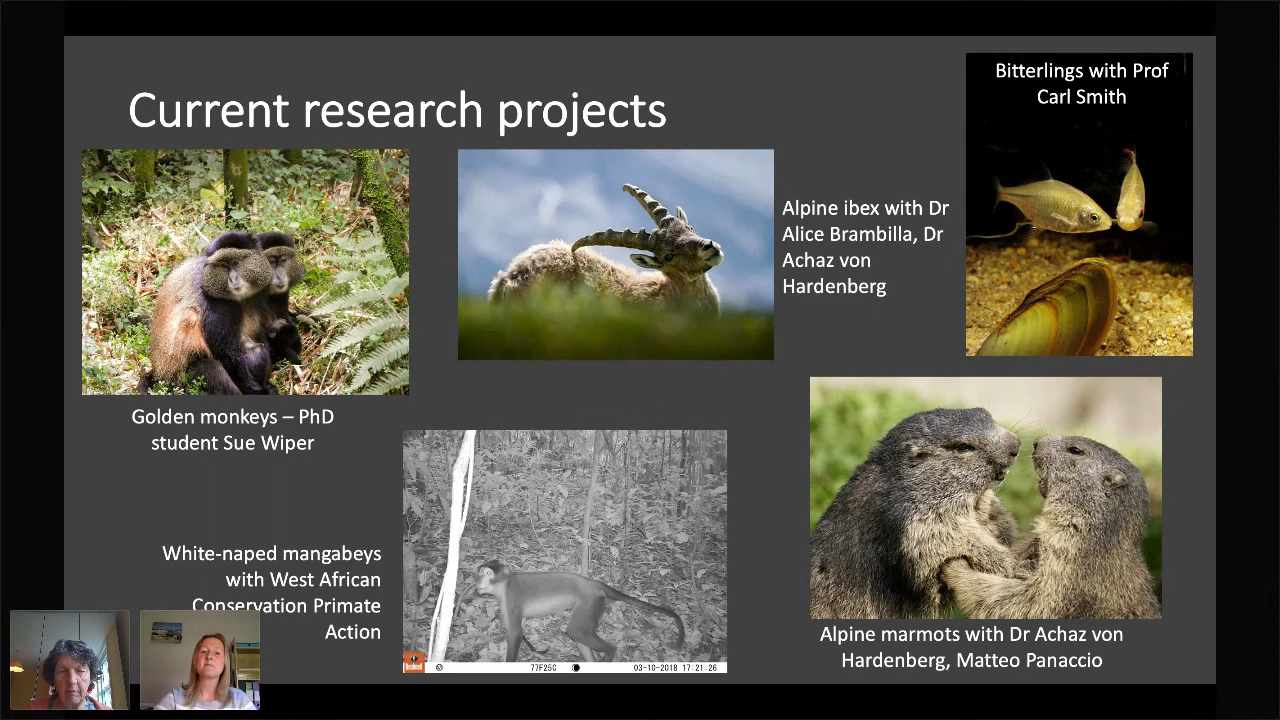 Current research projects
Bitterlings with Prof
Carl Smith
Alpine ibex with Dr
Alice Brambilla, Dr
Achaz von
Hardenberg
Golden monkeys – PhD
student Sue Wiper
White-naped mangabeys
with West African
Conservation Primate
Action
Bushnell
77F25C
03-10-2018 17:21:26
Alpine marmots with Dr Achaz von
Hardenberg, Matteo Panaccio